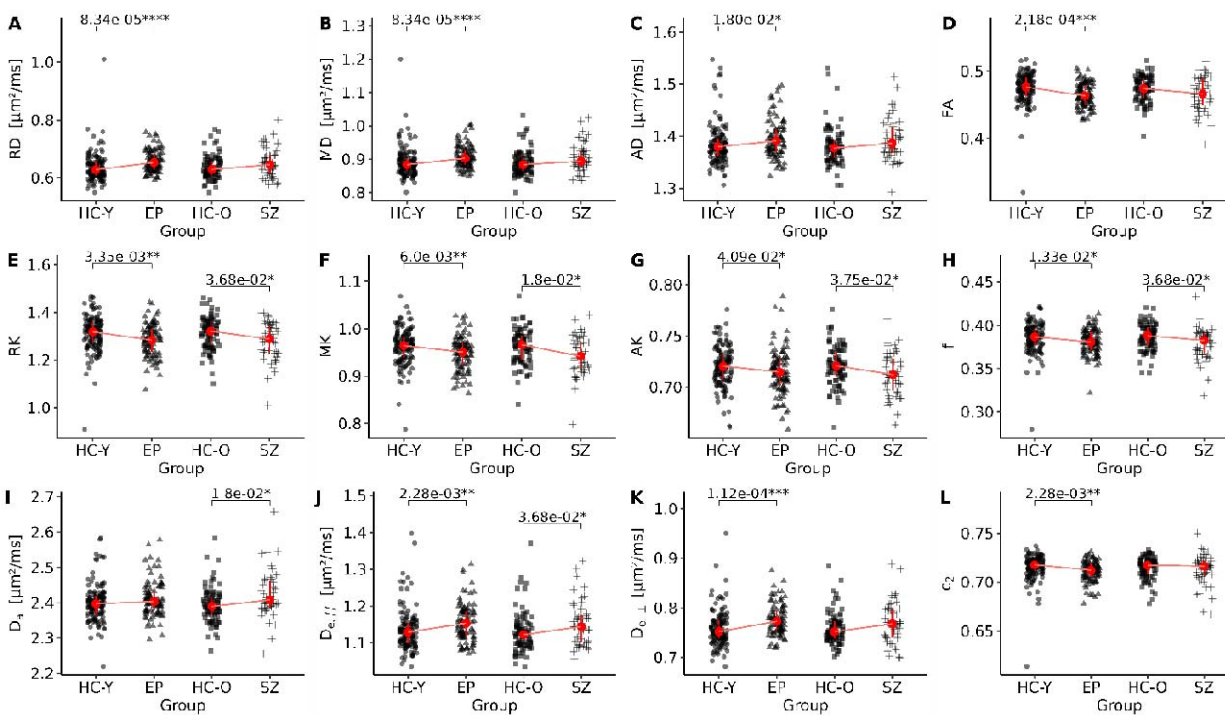 A 8.34e-05**** B 8.34e-05**** C 1.80e-02* D 2.18e-04***
RD [μm²/ms] 1.0 0.8 0.6
HC-Y EP HC-O SZ
Group
MD [μm²/ms] 1.3 1.2 1.1 1.0 0.9 0.8
HC-Y EP HC-O SZ
Group
AD [μm²/ms] 1.6 1.5 1.4 1.3
HC-Y EP HC-O SZ
Group
FA 0.5 0.4
HC-Y EP HC-O SZ
Group
E 3.35e-03** 3.68e-02*
RK 1.6 1.4 1.2 1.0
HC-Y EP HC-O SZ
Group
F 6.0e-03** 1.8e-02*
MK 1.1 1.0 0.9 0.8
HC-Y EP HC-O SZ
Group
G 4.09e-02* 3.75e-02*
AK 0.80 0.75 0.70
HC-Y EP HC-O SZ
Group
H 1.33e-02* 3.68e-02*
f 0.45 0.40 0.35 0.30
HC-Y EP HC-O SZ
Group
I 1.8e-02*
Dₐ [μm²/ms] 2.7 2.6 2.5 2.4 2.3 2.2
HC-Y EP HC-O SZ
Group
J 2.28e-03** 3.68e-02*
Dₑ,// [μm²/ms] 1.5 1.4 1.3 1.2 1.1
HC-Y EP HC-O SZ
Group
K 1.12e-04***
Dₑ,⊥ [μm²/ms] 1.0 0.9 0.8 0.7
HC-Y EP HC-O SZ
Group
L 2.28e-03**
c₂ 0.75 0.70 0.65
HC-Y EP HC-O SZ
Group